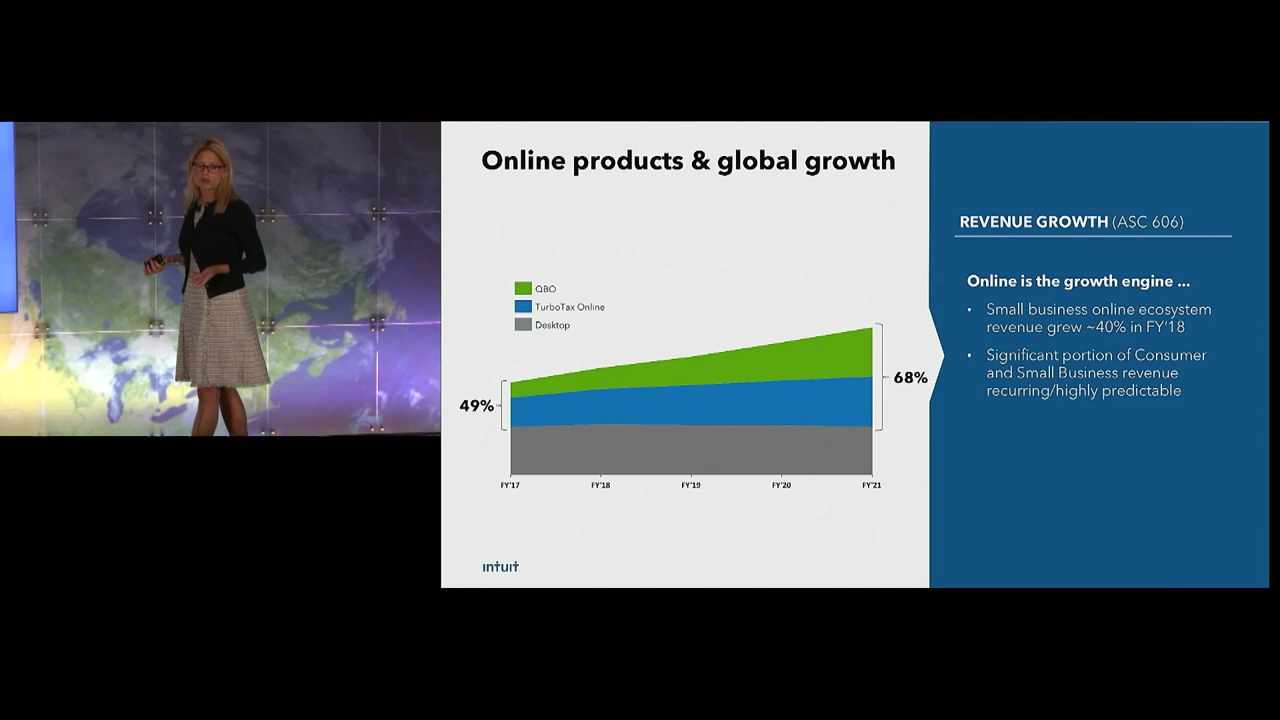 Online products & global growth
QBO
TurboTax Online
Desktop
49%
68%
FY'17
FY'18
FY'19
FY'20
FY'21
intuit
REVENUE GROWTH (ASC 606)
Online is the growth engine ...
• Small business online ecosystem
revenue grew ~40% in FY'18
• Significant portion of Consumer
and Small Business revenue
recurring/highly predictable